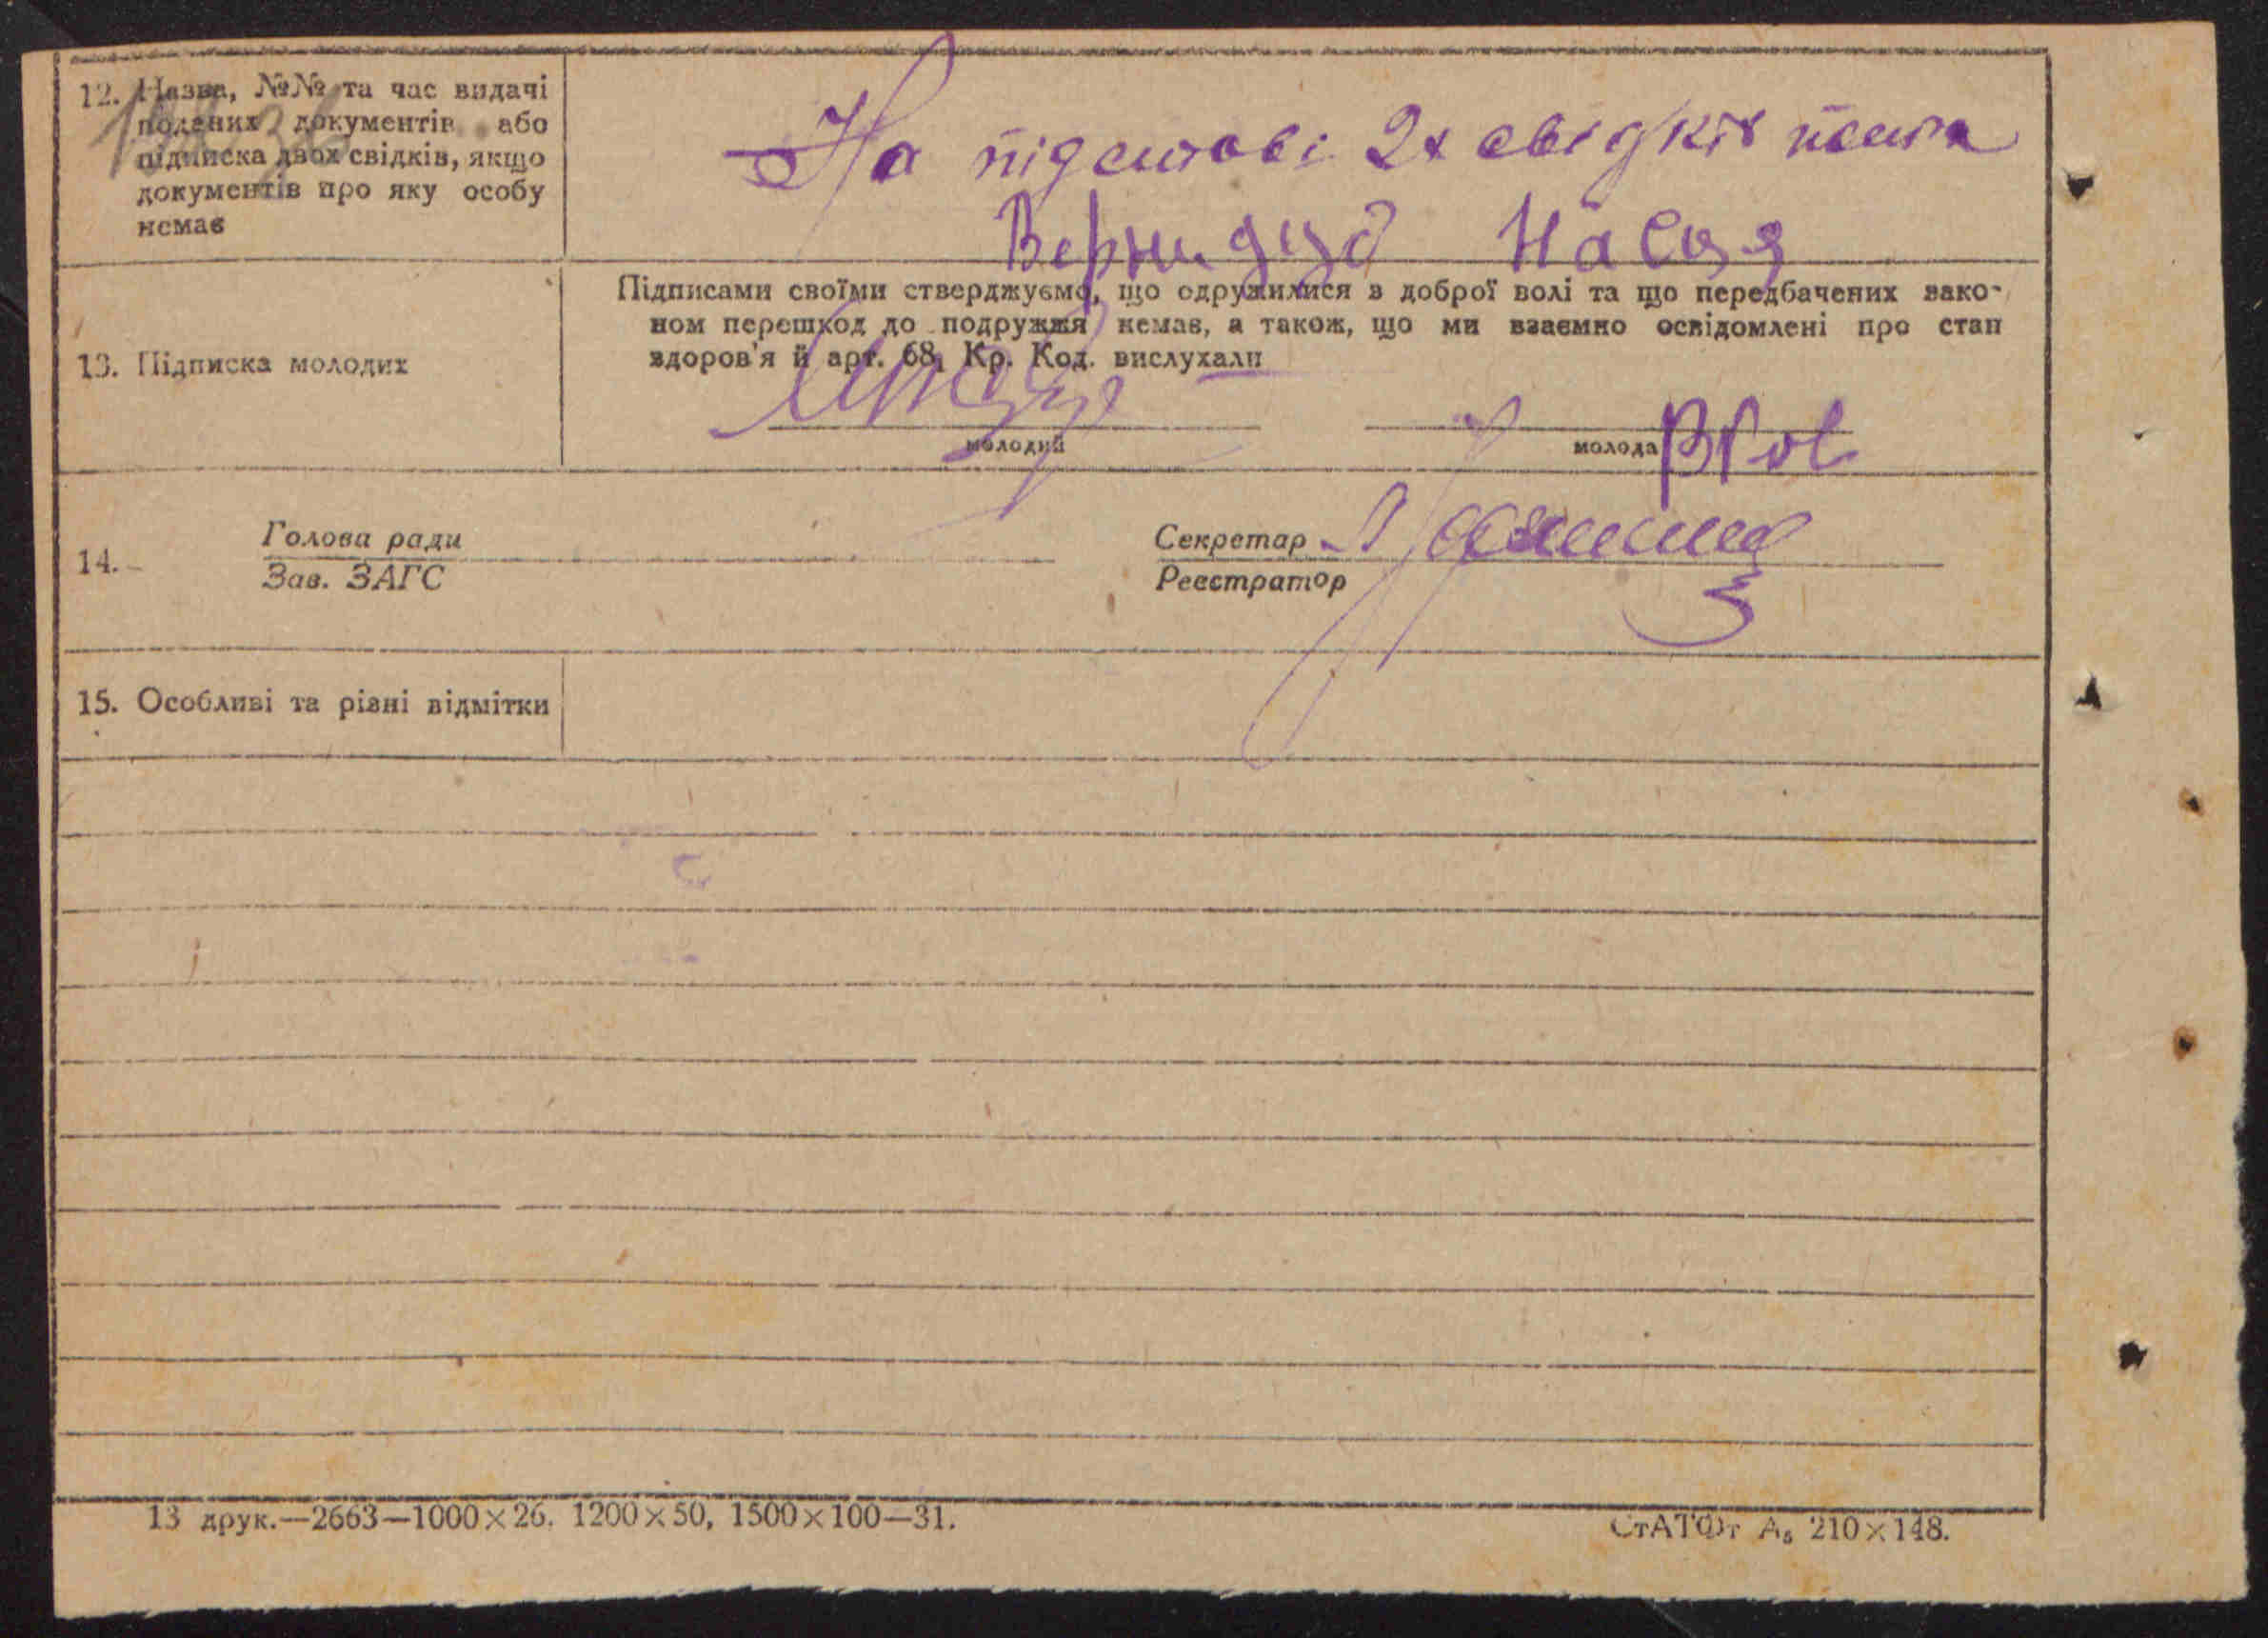 12. Назва, №№ та час видачі
поданих документів або
підписка двох свідків, якщо
документів про яку особу
немає
На підставі 2х свідків
13. Підписка молодих
Підписами своїми стверджуємо, що одружилися з доброї волі та що передбачених зако-
ном перешкод до подружжя немає, а також, що ми взаємно освідомлені про стан
здоров'я й арт. 68, Кр. Код. вислухали
молодий
молода
14.
Голова ради
Зав. ЗАГС
Секретар
Реєстратор
15. Особливі та різні відмітки
13 друк.—2663—1000×26. 1200×50, 1500×100—31.
СтАТФт А₅ 210×148.